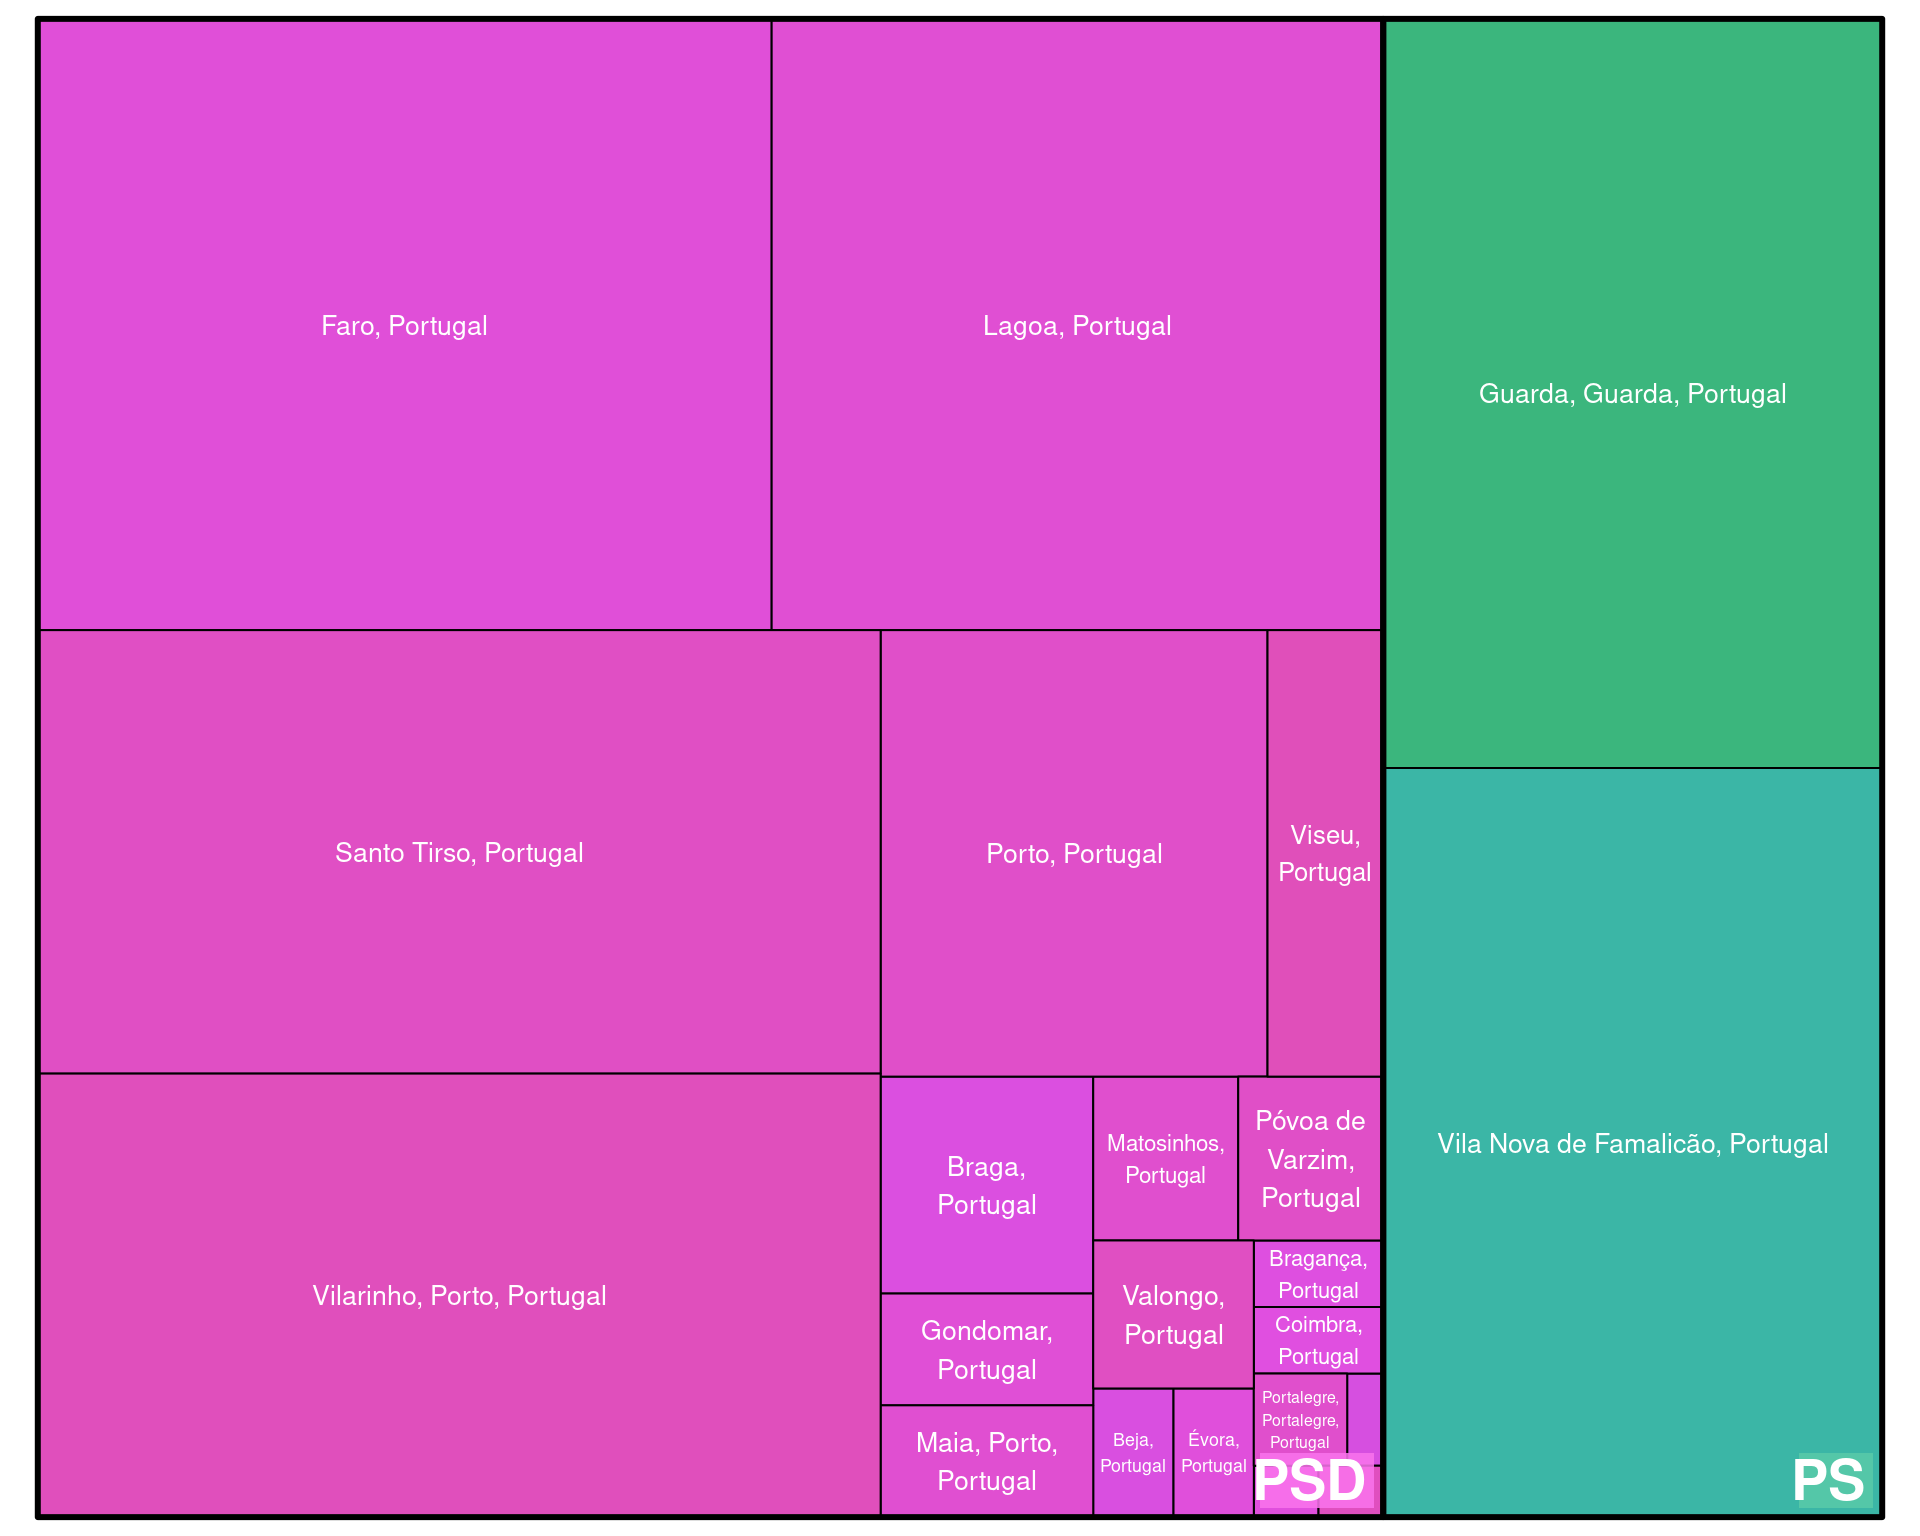 Faro, Portugal
Lagoa, Portugal
Guarda, Guarda, Portugal
Santo Tirso, Portugal
Porto, Portugal
Viseu,
Portugal
Vilarinho, Porto, Portugal
Braga,
Portugal
Matosinhos,
Portugal
Póvoa de
Varzim,
Portugal
Vila Nova de Famalicão, Portugal
Gondomar,
Portugal
Valongo,
Portugal
Bragança,
Portugal
Coimbra,
Portugal
Maia, Porto,
Portugal
Beja,
Portugal
Évora,
Portugal
Portalegre,
Portalegre,
Portugal
PSD
PS